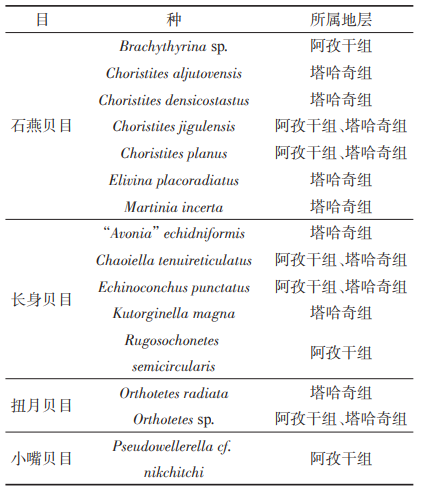 目 种 所属地层
Brachythyrina sp. 阿孜干组
Choristites aljutovensis 塔哈奇组
Choristites densicostastus 塔哈奇组
石燕贝目 Choristites jigulensis 阿孜干组、塔哈奇组
Choristites planus 阿孜干组、塔哈奇组
Elivina placoradiatus 塔哈奇组
Martinia incerta 塔哈奇组
“Avonia” echidniformis 塔哈奇组
Chaoiella tenuireticulatus 阿孜干组、塔哈奇组
长身贝目 Echinoconchus punctatus 阿孜干组、塔哈奇组
Kutorginella magna 塔哈奇组
Rugosochonetes
semicircularis 阿孜干组
扭月贝目 Orthotetes radiata 塔哈奇组
Orthotetes sp. 阿孜干组、塔哈奇组
小嘴贝目 Pseudowellerella cf.
nikchitchi 阿孜干组